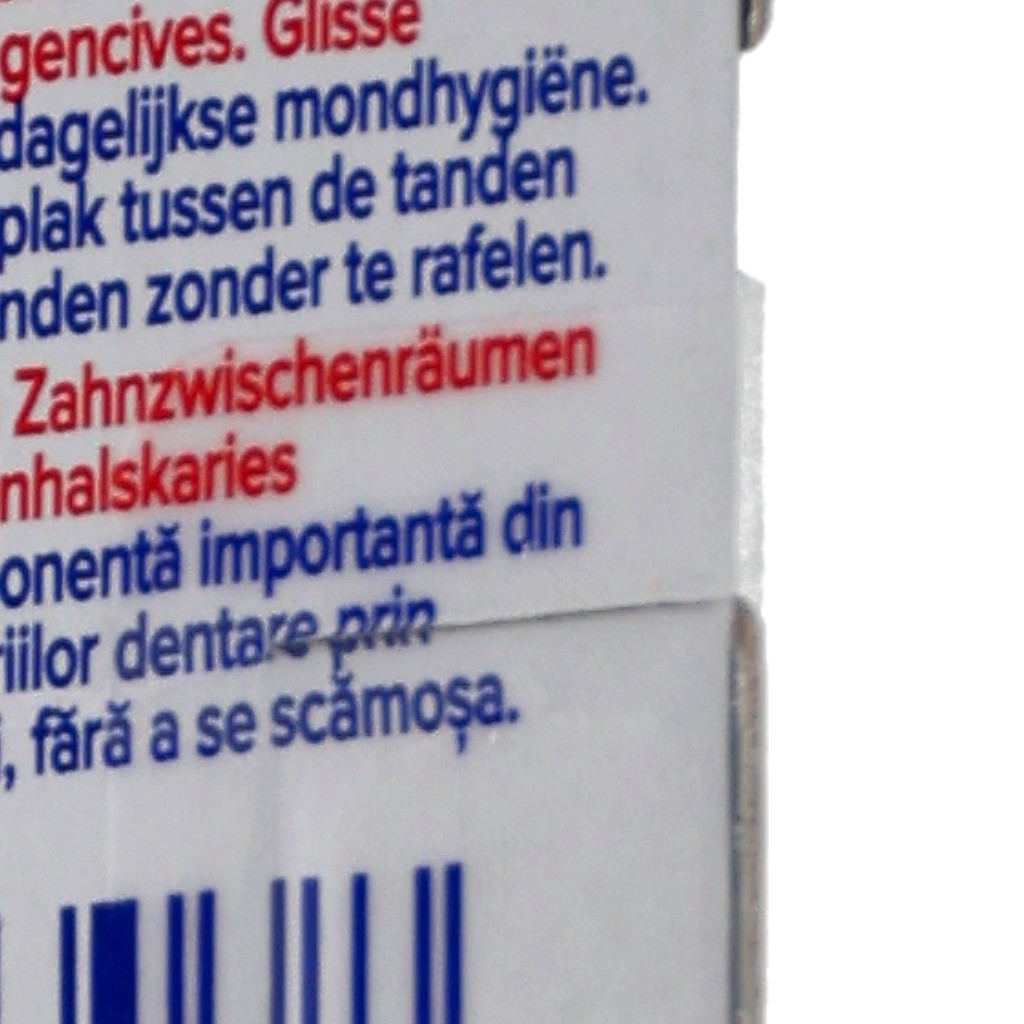 gencives. Glisse
dagelijkse mondhygiëne.
plak tussen de tanden
nden zonder te rafelen.
Zahnzwischenräumen
nhalskaries
onentă importantă din
riilor dentare prin
, fără a se scămoșa.